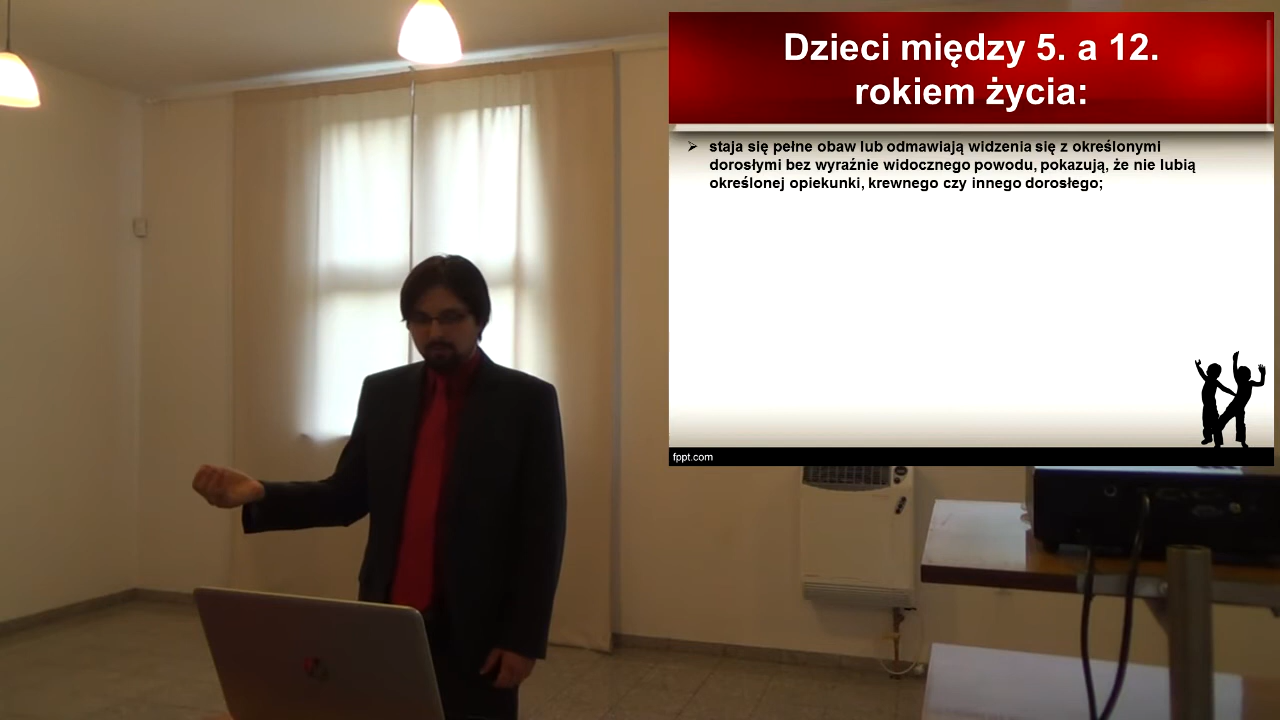 Dzieci między 5. a 12.
rokiem życia:
➢ staja się pełne obaw lub odmawiają widzenia się z określonymi
dorosłymi bez wyraźnie widocznego powodu, pokazują, że nie lubią
określonej opiekunki, krewnego czy innego dorosłego;
fppt.com